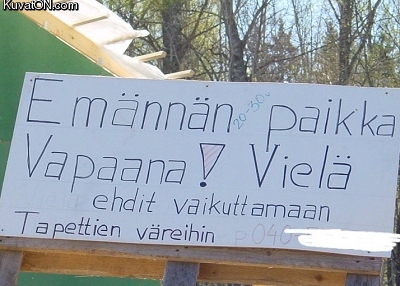 KuvatON.com
Emännän 20-30v paikka
Vapaana! Vielä
ehdit vaikuttamaan
Tapettien väreihin p 040